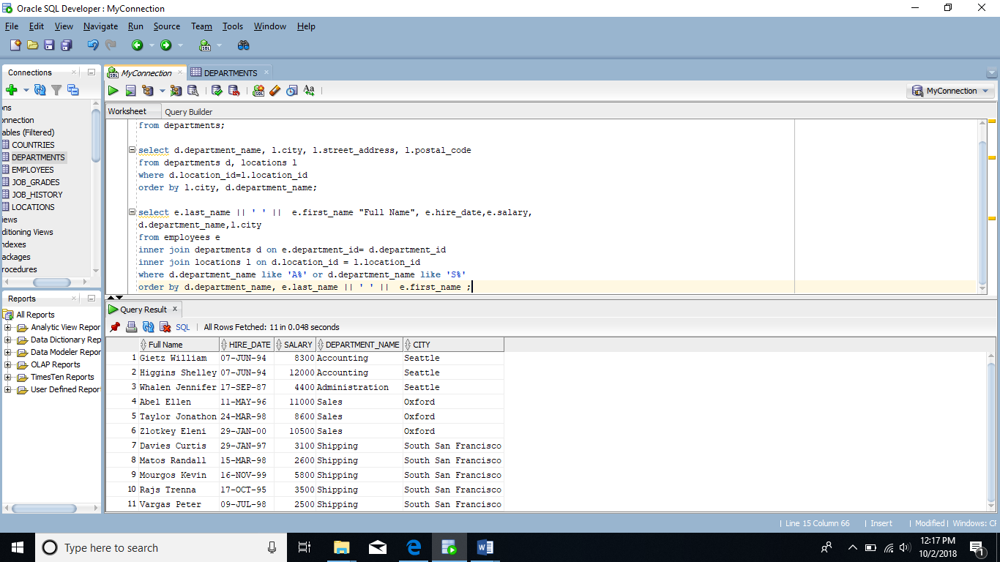 Oracle SQL Developer : MyConnection
File Edit View Navigate Run Source Team Tools Window Help
Connections
ons
onnection
ables (Filtered)
COUNTRIES
DEPARTMENTS
EMPLOYEES
JOB_GRADES
JOB_HISTORY
LOCATIONS
iews
ditioning Views
ndexes
ackages
rocedures
Reports
All Reports
Analytic View Repor
Data Dictionary Rep
Data Modeler Repor
OLAP Reports
TimesTen Reports
User Defined Repor
MyConnection
DEPARTMENTS
Aa
MyConnection
Worksheet Query Builder
from departments;
select d.department_name, l.city, l.street_address, l.postal_code
from departments d, locations l
where d.location_id=l.location_id
order by l.city, d.department_name;
select e.last_name || ' ' ||  e.first_name "Full Name", e.hire_date,e.salary,
d.department_name,l.city
from employees e
inner join departments d on e.department_id= d.department_id
inner join locations l on d.location_id = l.location_id
where d.department_name like 'A%' or d.department_name like 'S%'
order by d.department_name, e.last_name || ' ' ||  e.first_name ;
Query Result
SQL | All Rows Fetched: 11 in 0.048 seconds
Full Name HIRE_DATE SALARY DEPARTMENT_NAME CITY
1 Gietz William 07-JUN-94 8300 Accounting Seattle
2 Higgins Shelley 07-JUN-94 12000 Accounting Seattle
3 Whalen Jennifer 17-SEP-87 4400 Administration Seattle
4 Abel Ellen 11-MAY-96 11000 Sales Oxford
5 Taylor Jonathon 24-MAR-98 8600 Sales Oxford
6 Zlotkey Eleni 29-JAN-00 10500 Sales Oxford
7 Davies Curtis 29-JAN-97 3100 Shipping South San Francisco
8 Matos Randall 15-MAR-98 2600 Shipping South San Francisco
9 Mourgos Kevin 16-NOV-99 5800 Shipping South San Francisco
10 Rajs Trenna 17-OCT-95 3500 Shipping South San Francisco
11 Vargas Peter 09-JUL-98 2500 Shipping South San Francisco
| Line 15 Column 66 | Insert | Modified | Windows: CF
Type here to search
12:17 PM
10/2/2018
1